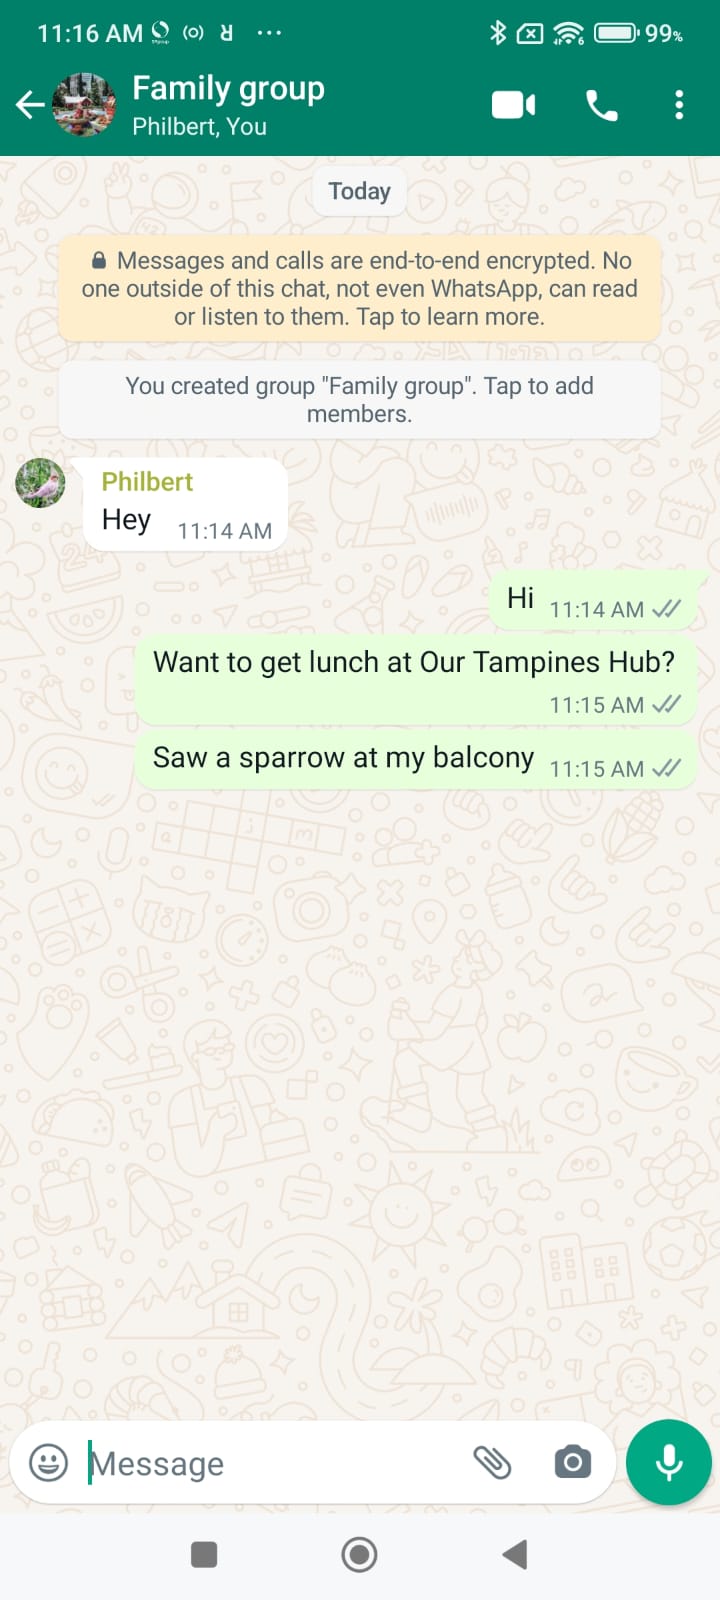 11:16 AM 99%
Family group
Philbert, You
Today
Messages and calls are end-to-end encrypted. No
one outside of this chat, not even WhatsApp, can read
or listen to them. Tap to learn more.
You created group "Family group". Tap to add
members.
Philbert
Hey 11:14 AM
Hi 11:14 AM
Want to get lunch at Our Tampines Hub?
11:15 AM
Saw a sparrow at my balcony 11:15 AM
Message